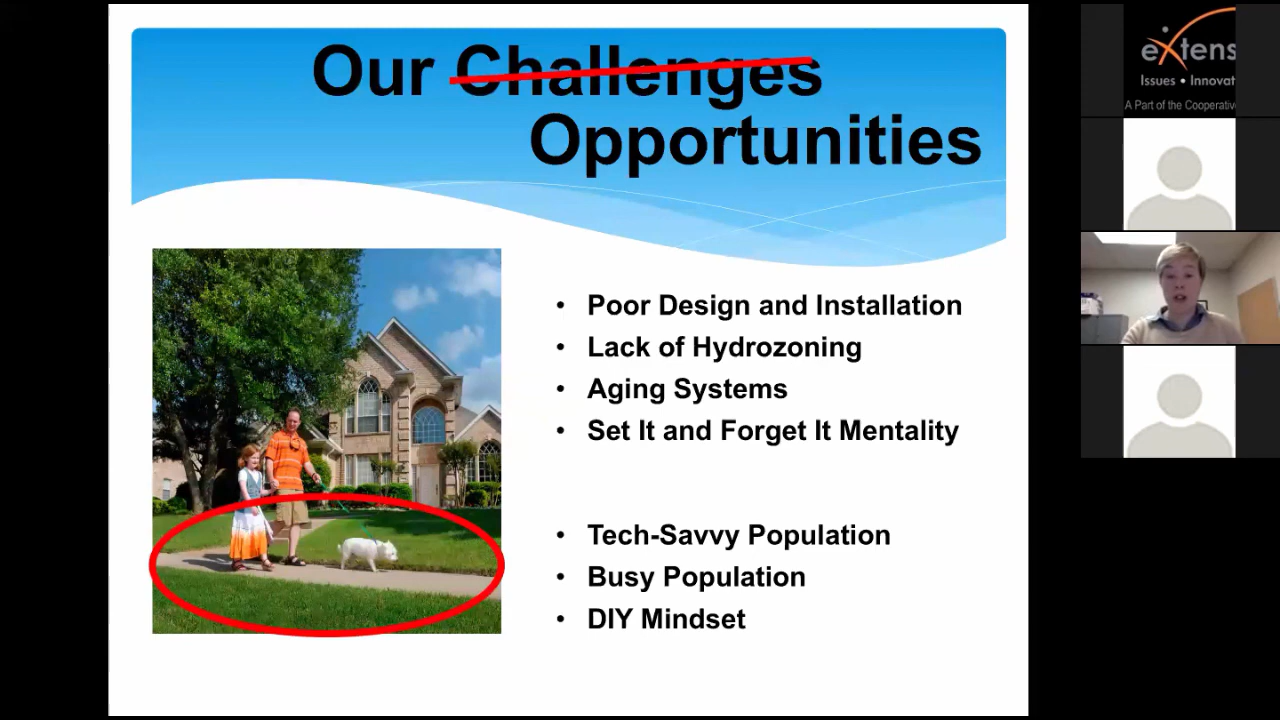 Our Challenges
Opportunities
• Poor Design and Installation
• Lack of Hydrozoning
• Aging Systems
• Set It and Forget It Mentality
• Tech-Savvy Population
• Busy Population
• DIY Mindset
eXtens
Issues • Innovat
A Part of the Cooperativ